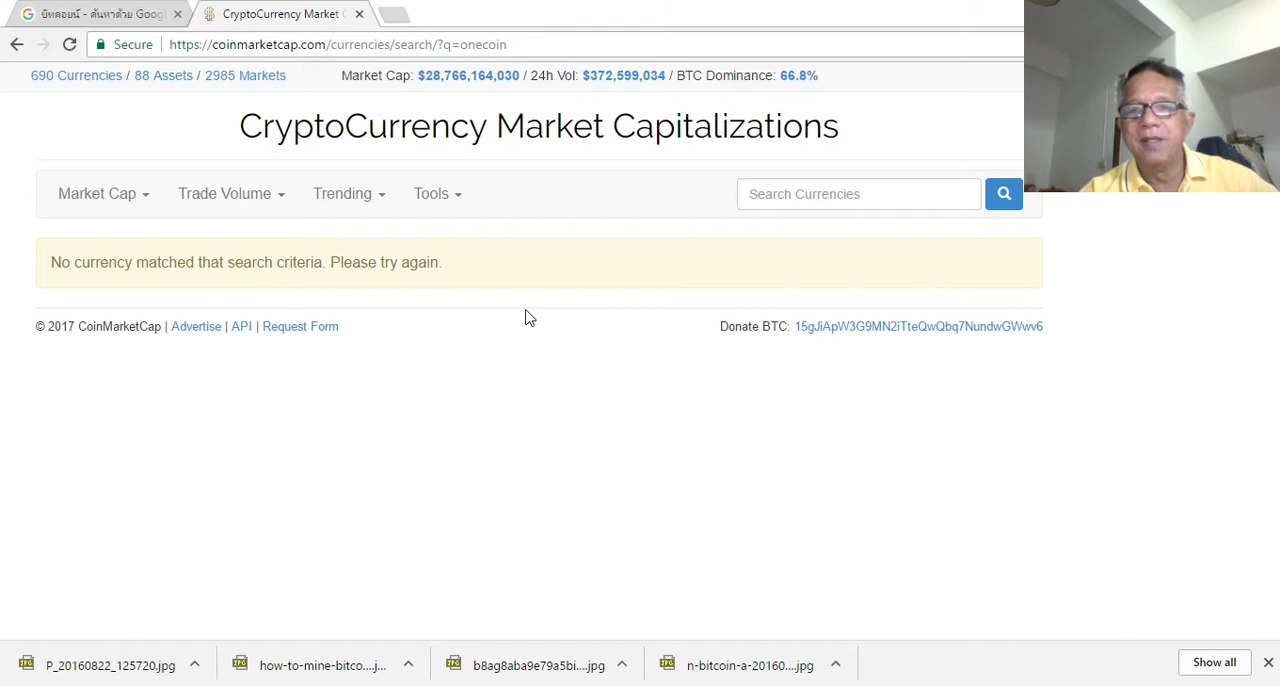 บิทคอยน์ - ค้นหาด้วย Goog
CryptoCurrency Market C
Secure https://coinmarketcap.com/currencies/search/?q=onecoin
690 Currencies / 88 Assets / 2985 Markets Market Cap: $28,766,164,030 / 24h Vol: $372,599,034 / BTC Dominance: 66.8%
CryptoCurrency Market Capitalizations
Market Cap Trade Volume Trending Tools Search Currencies
No currency matched that search criteria. Please try again.
© 2017 CoinMarketCap | Advertise | API | Request Form Donate BTC: 15gJiApW3G9MN2iTteQwQbq7NundwGWwv6
P_20160822_125720.jpg how-to-mine-bitco....j... b8ag8aba9e79a5bi....jpg n-bitcoin-a-20160....jpg Show all